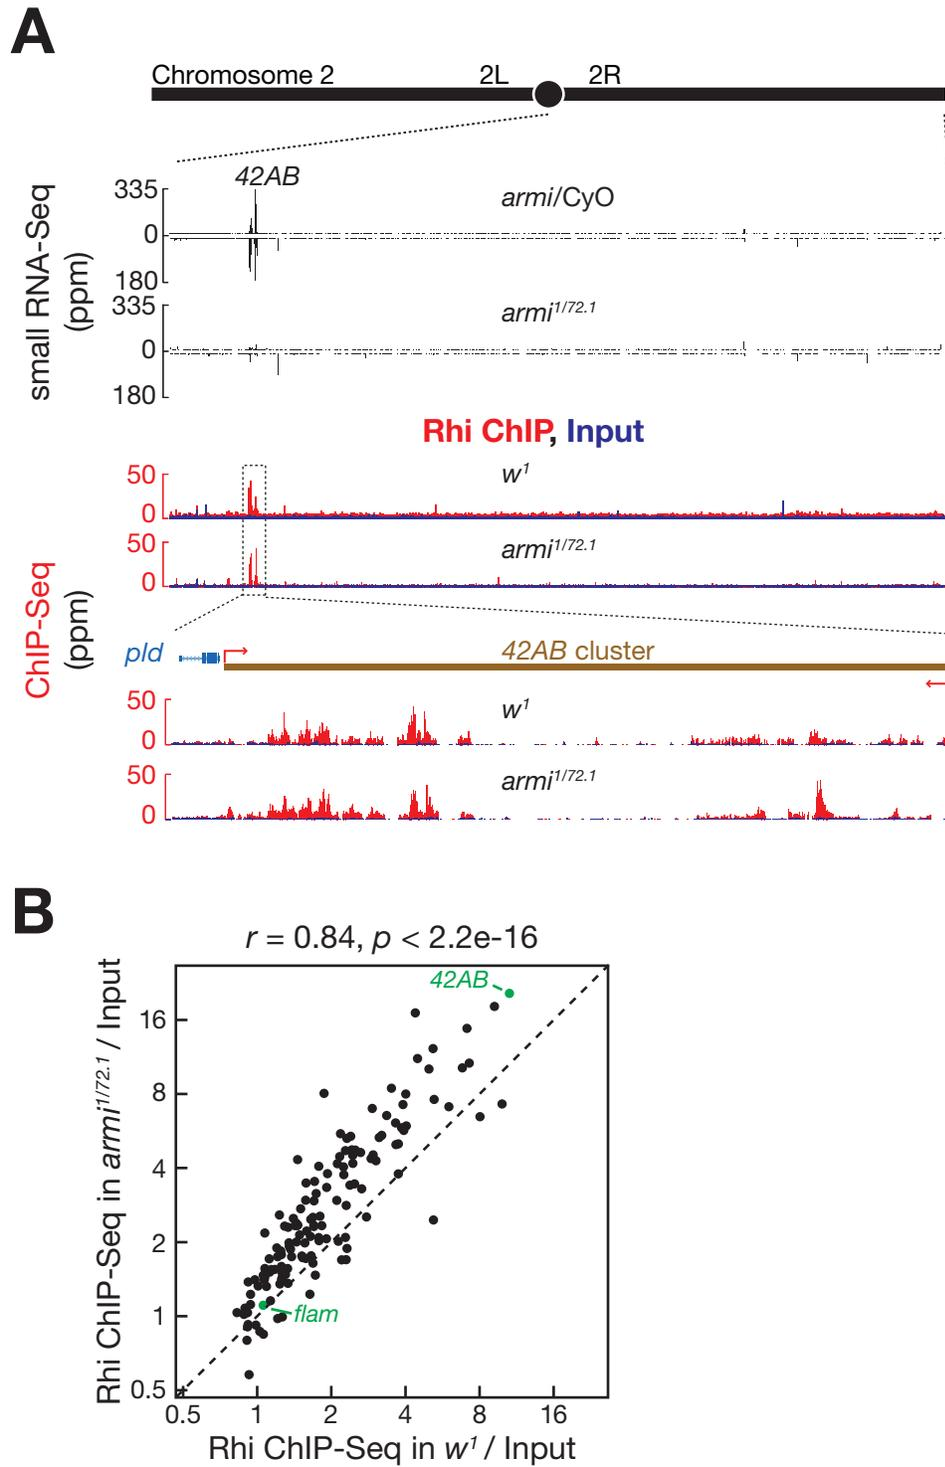 A
Chromosome 2 2L 2R
small RNA-Seq
(ppm)
42AB
335
0
180
armi/CyO
335
0
180
armi1/72.1
Rhi ChIP, Input
ChIP-Seq
(ppm)
50
0
w1
50
0
armi1/72.1
pld
42AB cluster
50
0
w1
50
0
armi1/72.1
B
r = 0.84, p < 2.2e-16
Rhi ChIP-Seq in armi1/72.1 / Input
42AB
16
8
4
2
1
0.5
flam
0.5 1 2 4 8 16
Rhi ChIP-Seq in w1 / Input